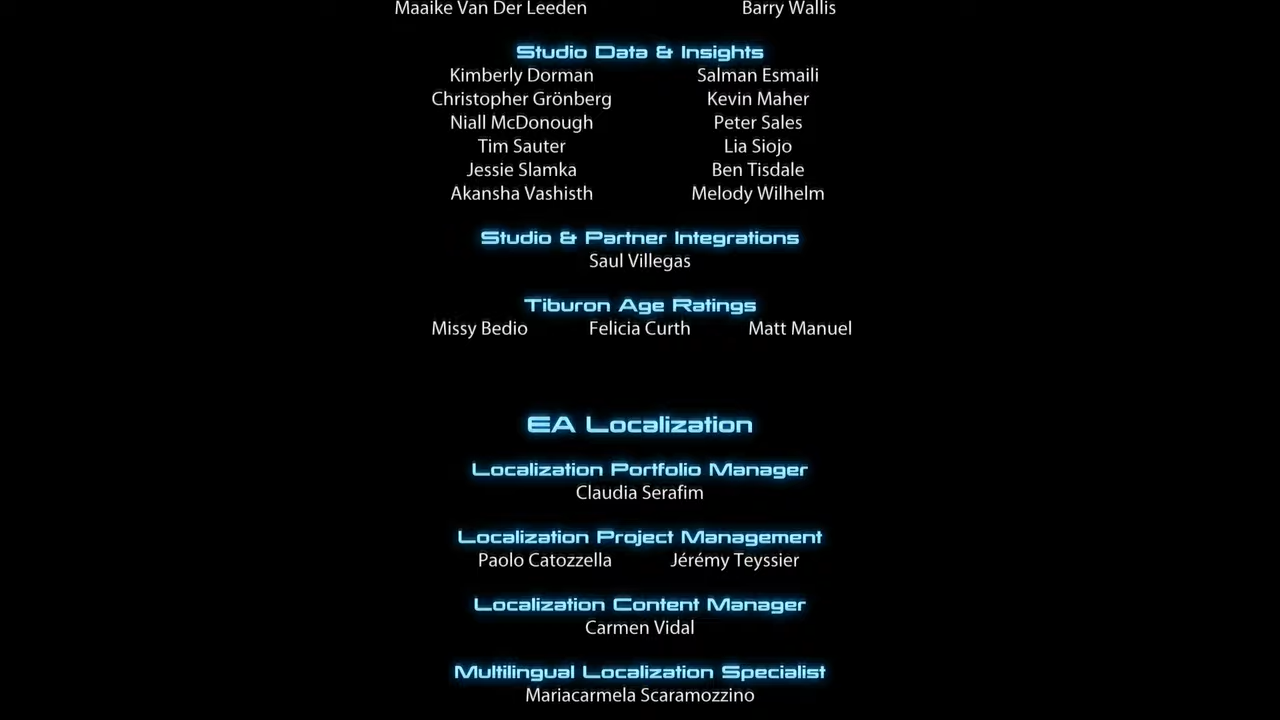 Maaike Van Der Leeden Barry Wallis
Studio Data & Insights
Kimberly Dorman Salman Esmaili
Christopher Grönberg Kevin Maher
Niall McDonough Peter Sales
Tim Sauter Lia Siojo
Jessie Slamka Ben Tisdale
Akansha Vashisth Melody Wilhelm
Studio & Partner Integrations
Saul Villegas
Tiburon Age Ratings
Missy Bedio Felicia Curth Matt Manuel
EA Localization
Localization Portfolio Manager
Claudia Serafim
Localization Project Management
Paolo Catozzella Jérémy Teyssier
Localization Content Manager
Carmen Vidal
Multilingual Localization Specialist
Mariacarmela Scaramozzino